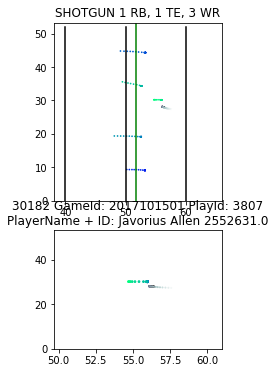 SHOTGUN 1 RB, 1 TE, 3 WR
50
40
30
20
10
0
40 50 60
30182 GameId: 2017101501 PlayId: 3807
PlayerName + ID: Javorius Allen 2552631.0
40
20
0
50.0 52.5 55.0 57.5 60.0